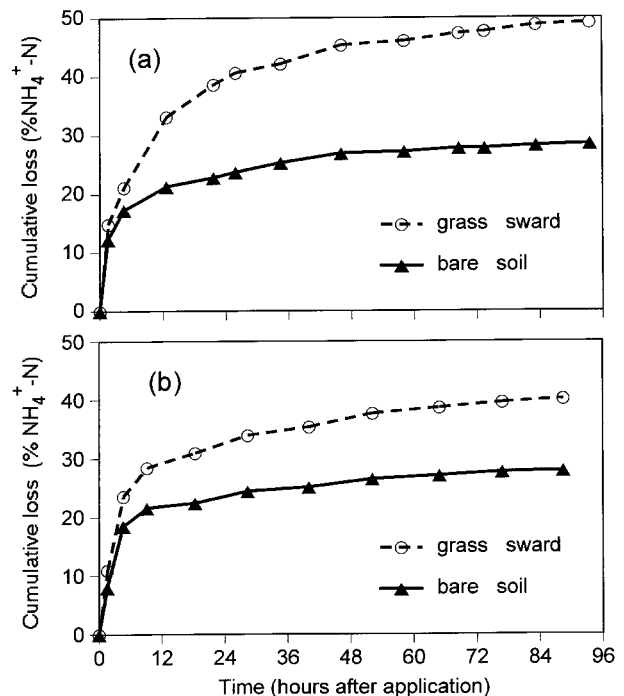 50
40
30
20
10
0
Cumulative loss (%NH4+-N)
(a)
grass sward
bare soil
50
40
30
20
10
0
Cumulative loss (% NH4+-N)
(b)
grass sward
bare soil
0 12 24 36 48 60 72 84 96
Time (hours after application)